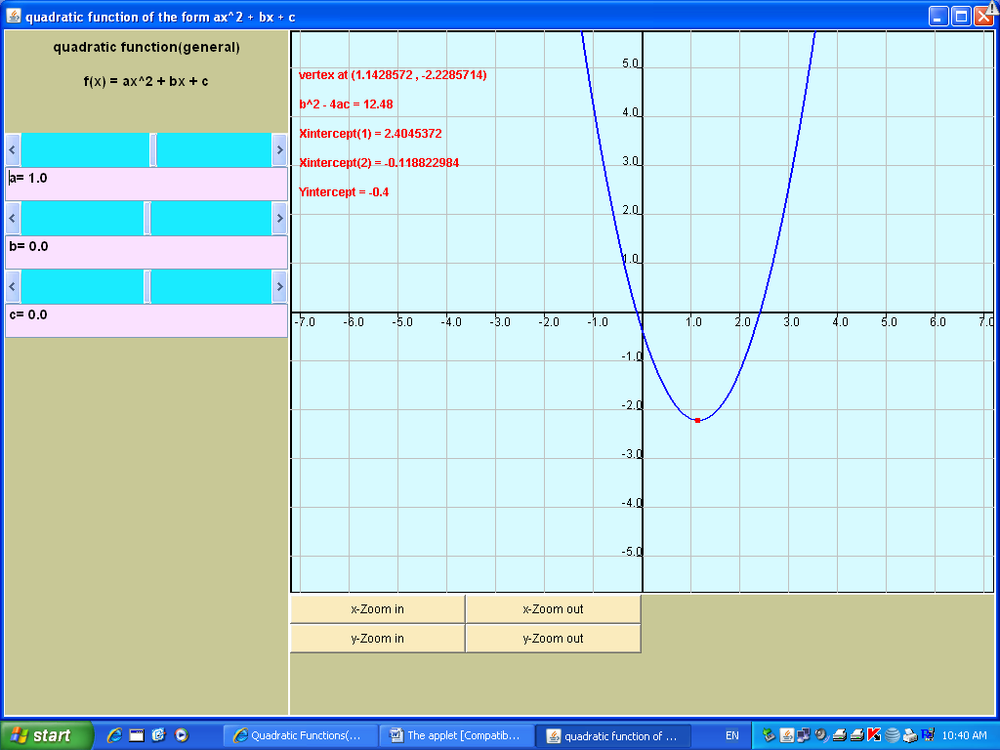 quadratic function of the form ax^2 + bx + c
quadratic function(general)
f(x) = ax^2 + bx + c
a= 1.0
b= 0.0
c= 0.0
vertex at (1.1428572 , -2.2285714)
b^2 - 4ac = 12.48
Xintercept(1) = 2.4045372
Xintercept(2) = -0.118822984
Yintercept = -0.4
5.0
4.0
3.0
2.0
1.0
-7.0 -6.0 -5.0 -4.0 -3.0 -2.0 -1.0 1.0 2.0 3.0 4.0 5.0 6.0 7.0
-1.0
-2.0
-3.0
-4.0
-5.0
x-Zoom in x-Zoom out
y-Zoom in y-Zoom out
start Quadratic Functions(... The applet [Compatib... quadratic function of ... EN 10:40 AM